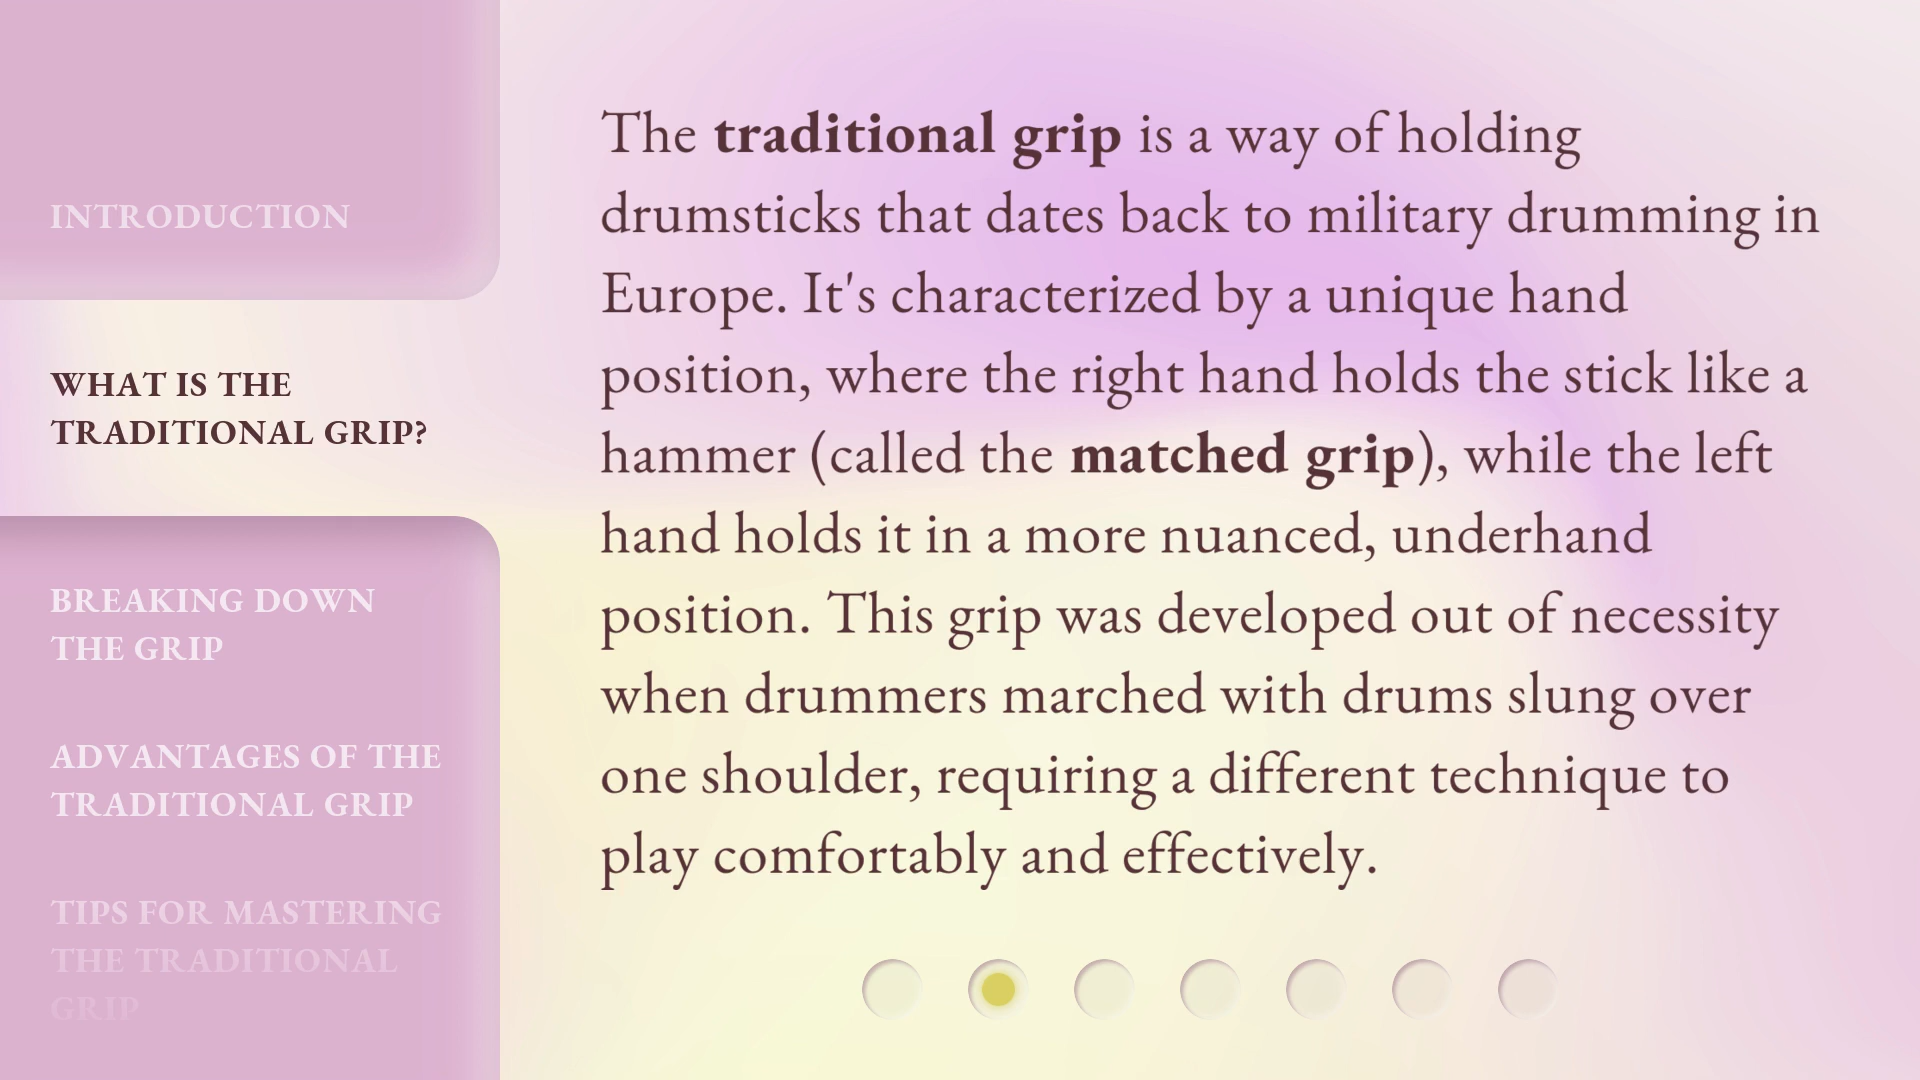 INTRODUCTION
WHAT IS THE
TRADITIONAL GRIP?
BREAKING DOWN
THE GRIP
ADVANTAGES OF THE
TRADITIONAL GRIP
TIPS FOR MASTERING
THE TRADITIONAL
GRIP
The traditional grip is a way of holding
drumsticks that dates back to military drumming in
Europe. It's characterized by a unique hand
position, where the right hand holds the stick like a
hammer (called the matched grip), while the left
hand holds it in a more nuanced, underhand
position. This grip was developed out of necessity
when drummers marched with drums slung over
one shoulder, requiring a different technique to
play comfortably and effectively.